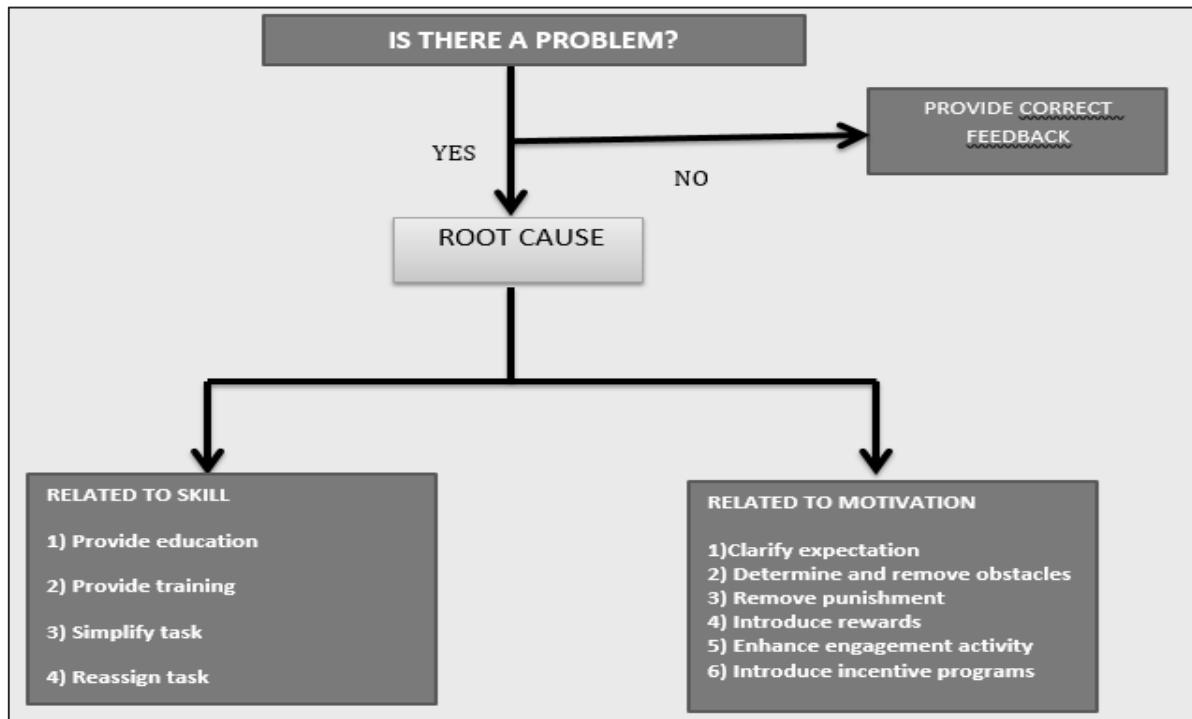 IS THERE A PROBLEM?
PROVIDE CORRECT
FEEDBACK
YES
NO
ROOT CAUSE
RELATED TO SKILL
1) Provide education
2) Provide training
3) Simplify task
4) Reassign task
RELATED TO MOTIVATION
1)Clarify expectation
2) Determine and remove obstacles
3) Remove punishment
4) Introduce rewards
5) Enhance engagement activity
6) Introduce incentive programs